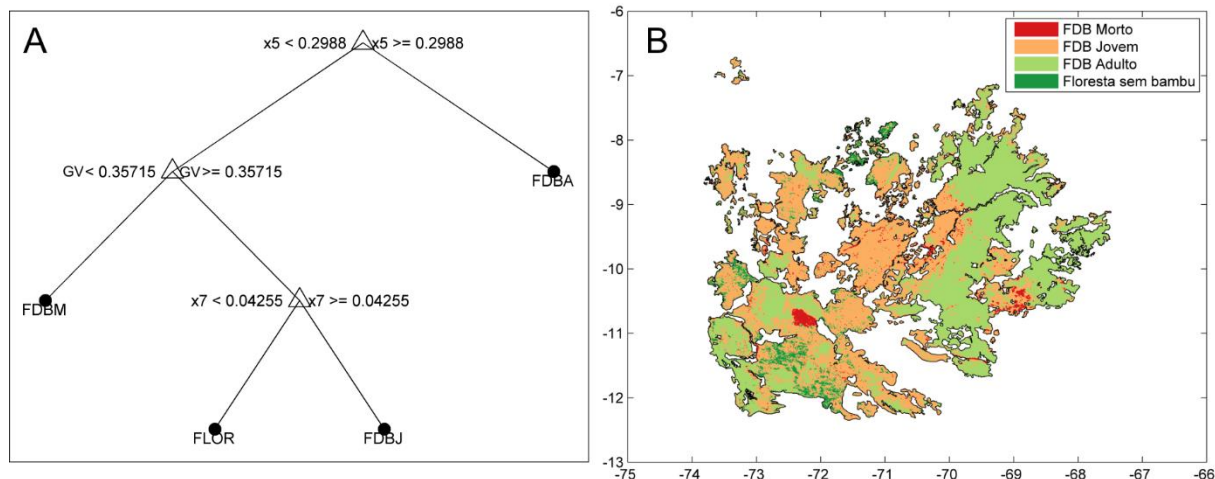 A
x5 < 0.2988 x5 >= 0.2988
GV< 0.35715 GV>= 0.35715
FDBA
FDBM
x7 < 0.04255 x7 >= 0.04255
FLOR
FDBJ
B
FDB Morto
FDB Jovem
FDB Adulto
Floresta sem bambu
-6
-7
-8
-9
-10
-11
-12
-13
-75 -74 -73 -72 -71 -70 -69 -68 -67 -66